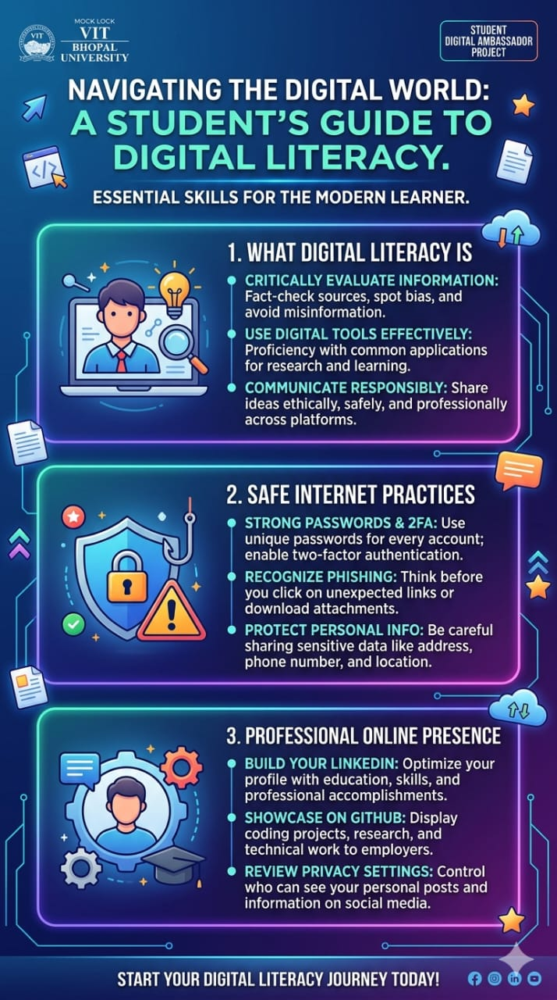 MOCK LOCK
VIT
VIT
BHOPAL
UNIVERSITY
STUDENT
DIGITAL AMBASSADOR
PROJECT
NAVIGATING THE DIGITAL WORLD:
A STUDENT'S GUIDE TO
DIGITAL LITERACY.
ESSENTIAL SKILLS FOR THE MODERN LEARNER.
1. WHAT DIGITAL LITERACY IS
CRITICALLY EVALUATE INFORMATION:
Fact-check sources, spot bias, and
avoid misinformation.
USE DIGITAL TOOLS EFFECTIVELY:
Proficiency with common applications
for research and learning.
COMMUNICATE RESPONSIBLY: Share
ideas ethically, safely, and professionally
across platforms.
2. SAFE INTERNET PRACTICES
STRONG PASSWORDS & 2FA: Use
unique passwords for every account;
enable two-factor authentication.
RECOGNIZE PHISHING: Think before
you click on unexpected links or
download attachments.
PROTECT PERSONAL INFO: Be careful
sharing sensitive data like address,
phone number, and location.
3. PROFESSIONAL ONLINE PRESENCE
BUILD YOUR LINKEDIN: Optimize your
profile with education, skills, and
professional accomplishments.
SHOWCASE ON GITHUB: Display
coding projects, research, and
technical work to employers.
REVIEW PRIVACY SETTINGS: Control
who can see your personal posts and
information on social media.
START YOUR DIGITAL LITERACY JOURNEY TODAY!